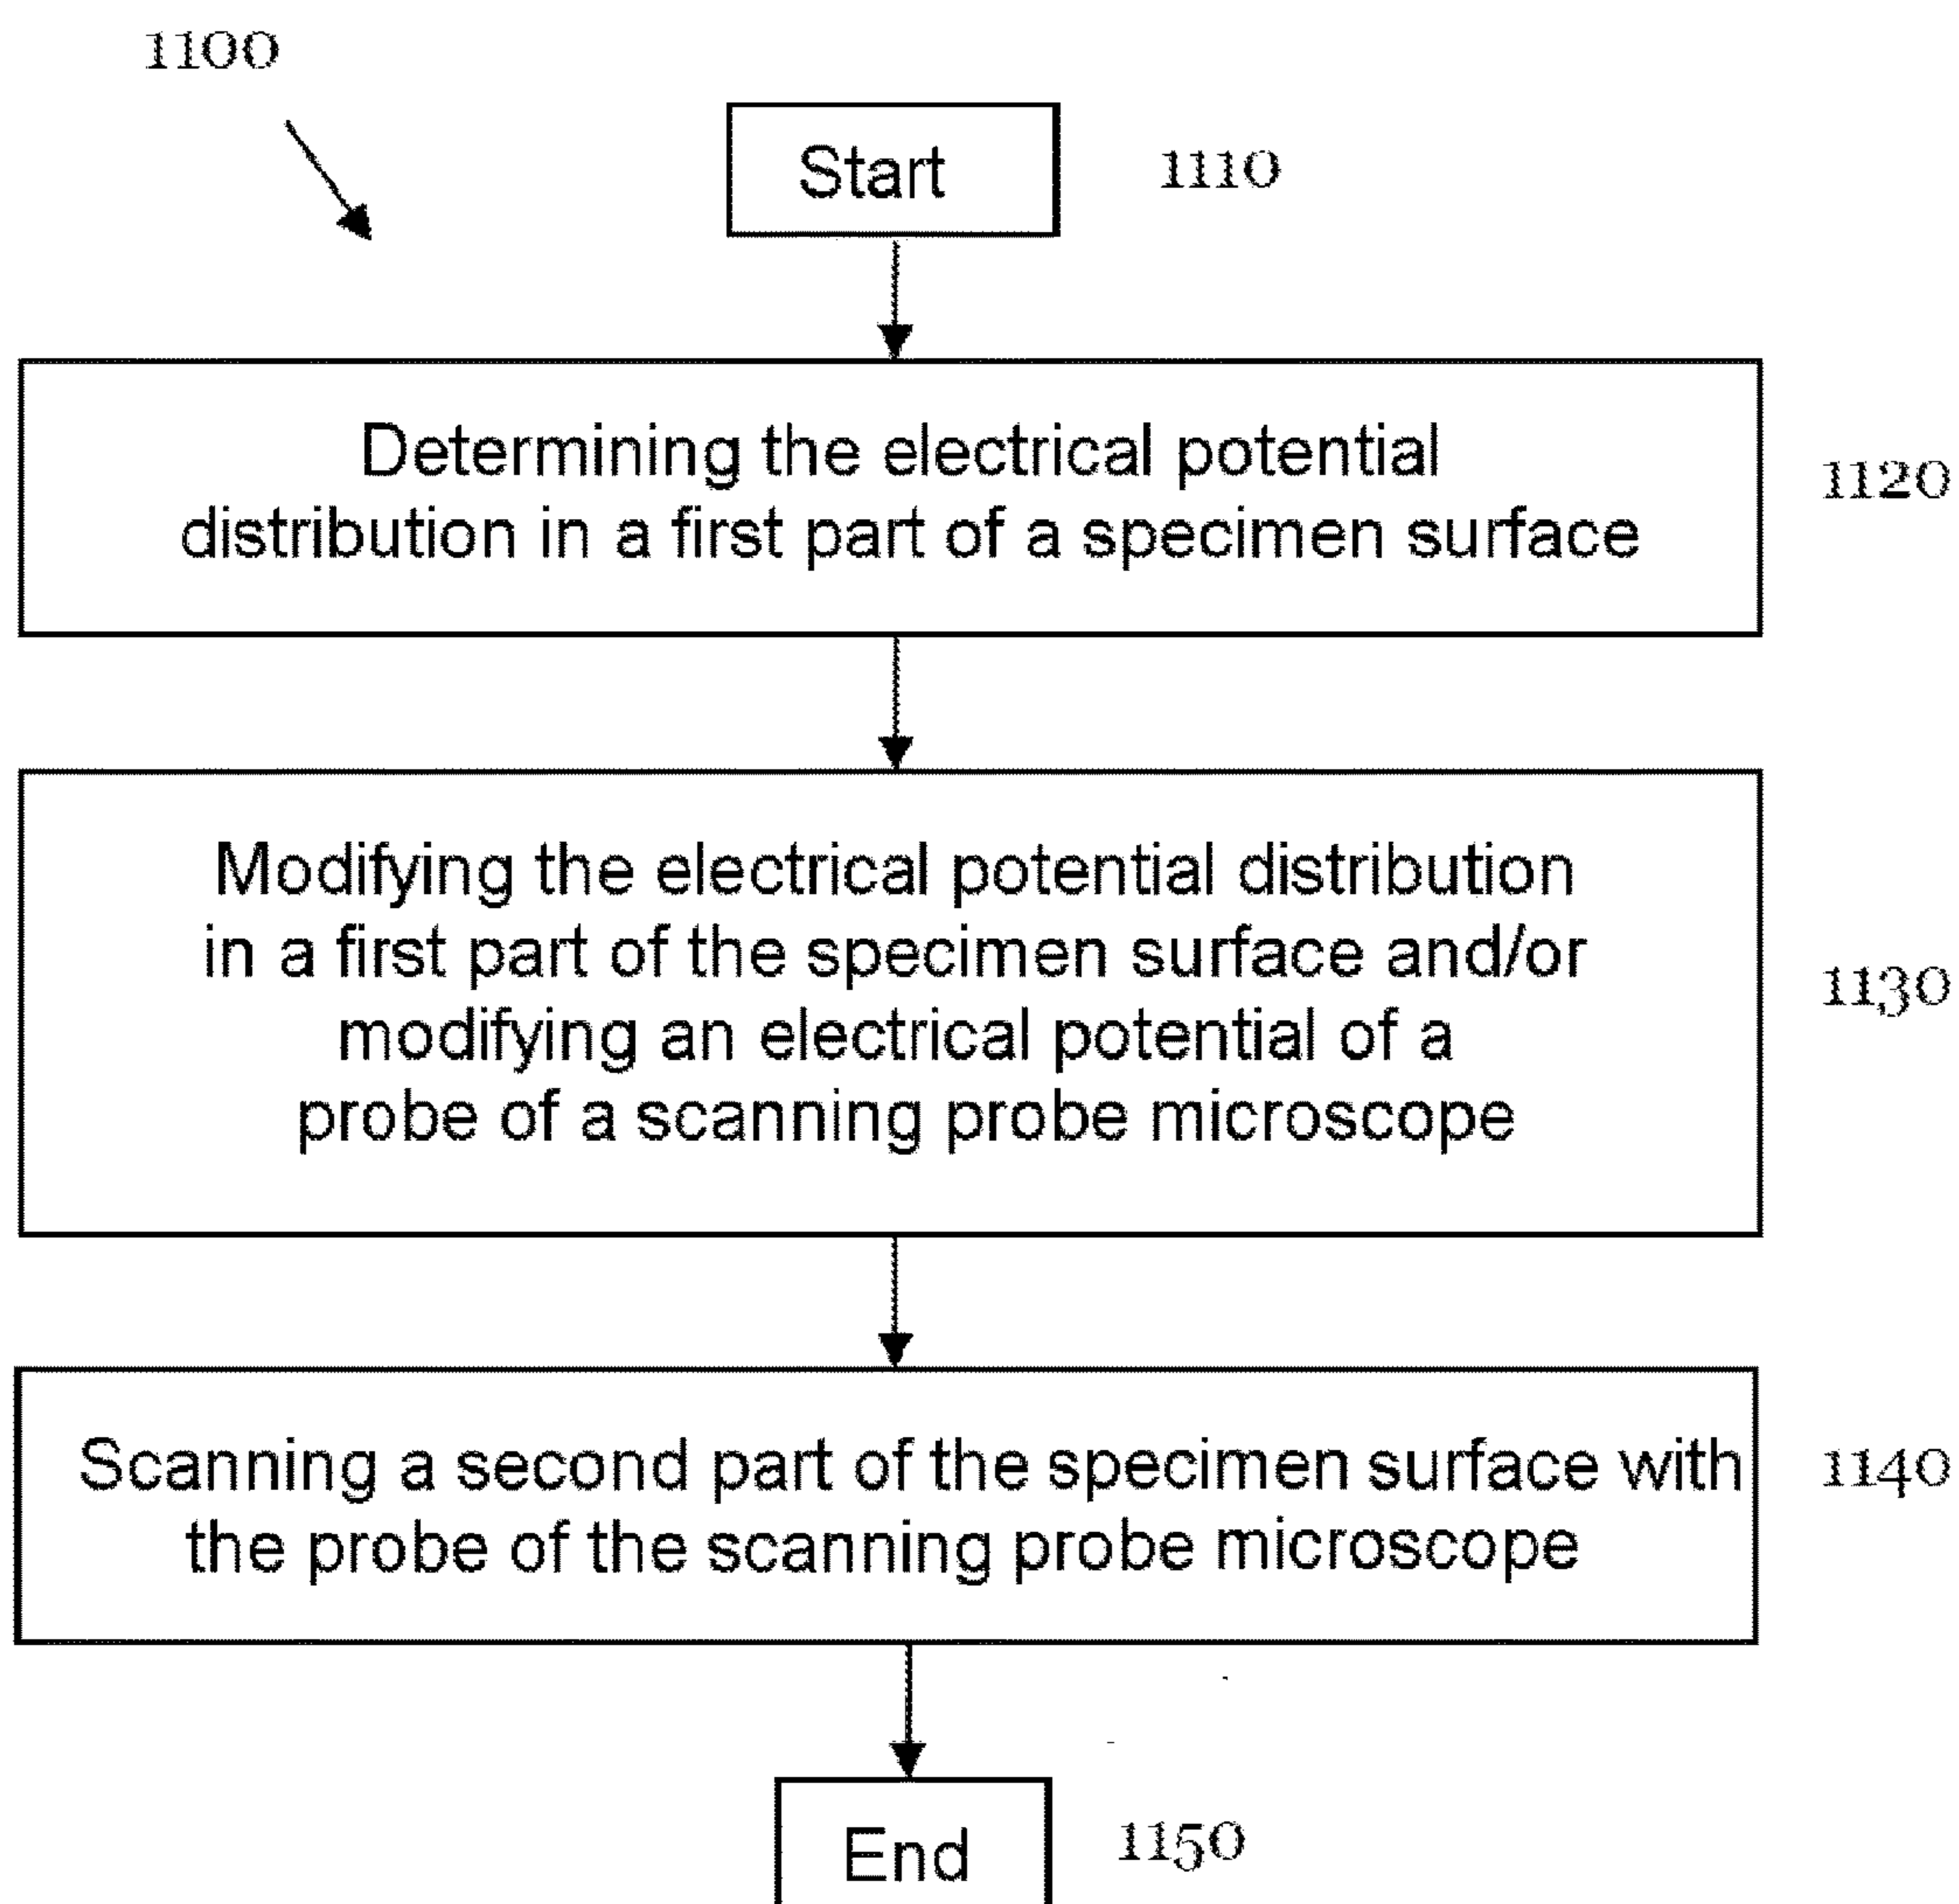 1100
Start
1110
Determining the electrical potential
distribution in a first part of a specimen surface
1120
Modifying the electrical potential distribution
in a first part of the specimen surface and/or
modifying an electrical potential of a
probe of a scanning probe microscope
1130
Scanning a second part of the specimen surface with
the probe of the scanning probe microscope
1140
End
1150